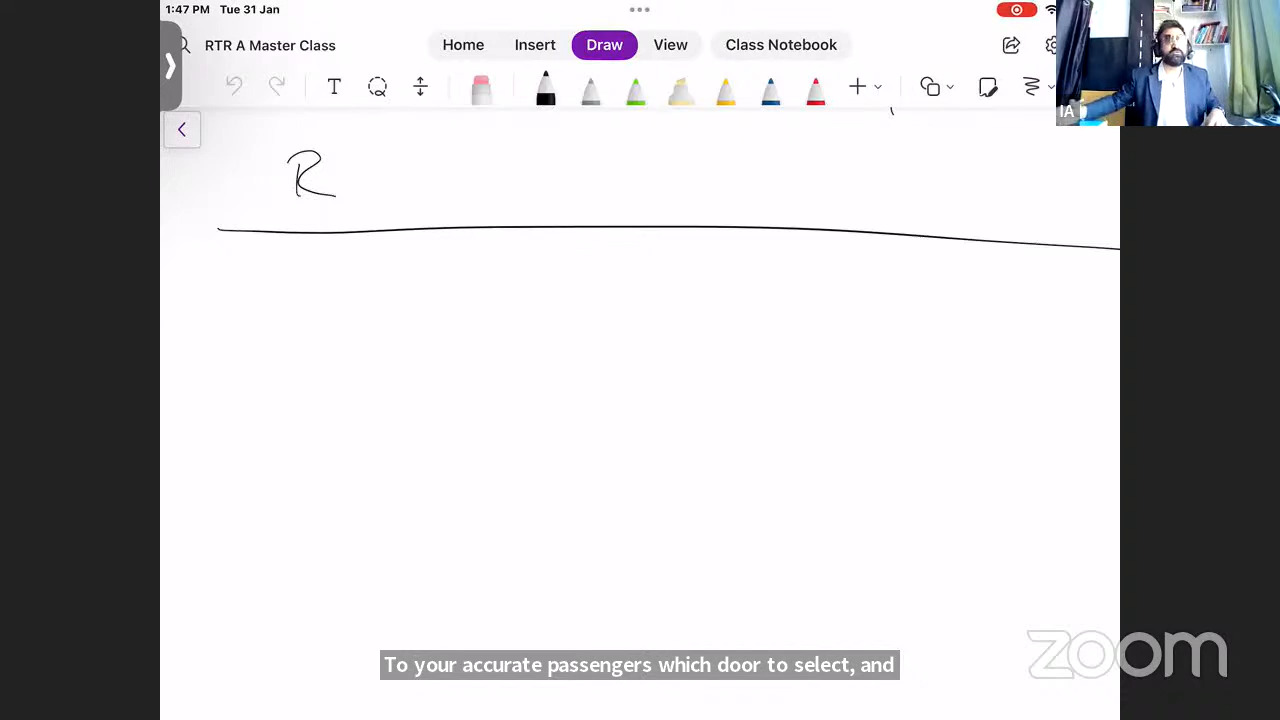 1:47 PM Tue 31 Jan
RTR A Master Class
Home Insert Draw View Class Notebook
T
IA
R
To your accurate passengers which door to select, and
zoom